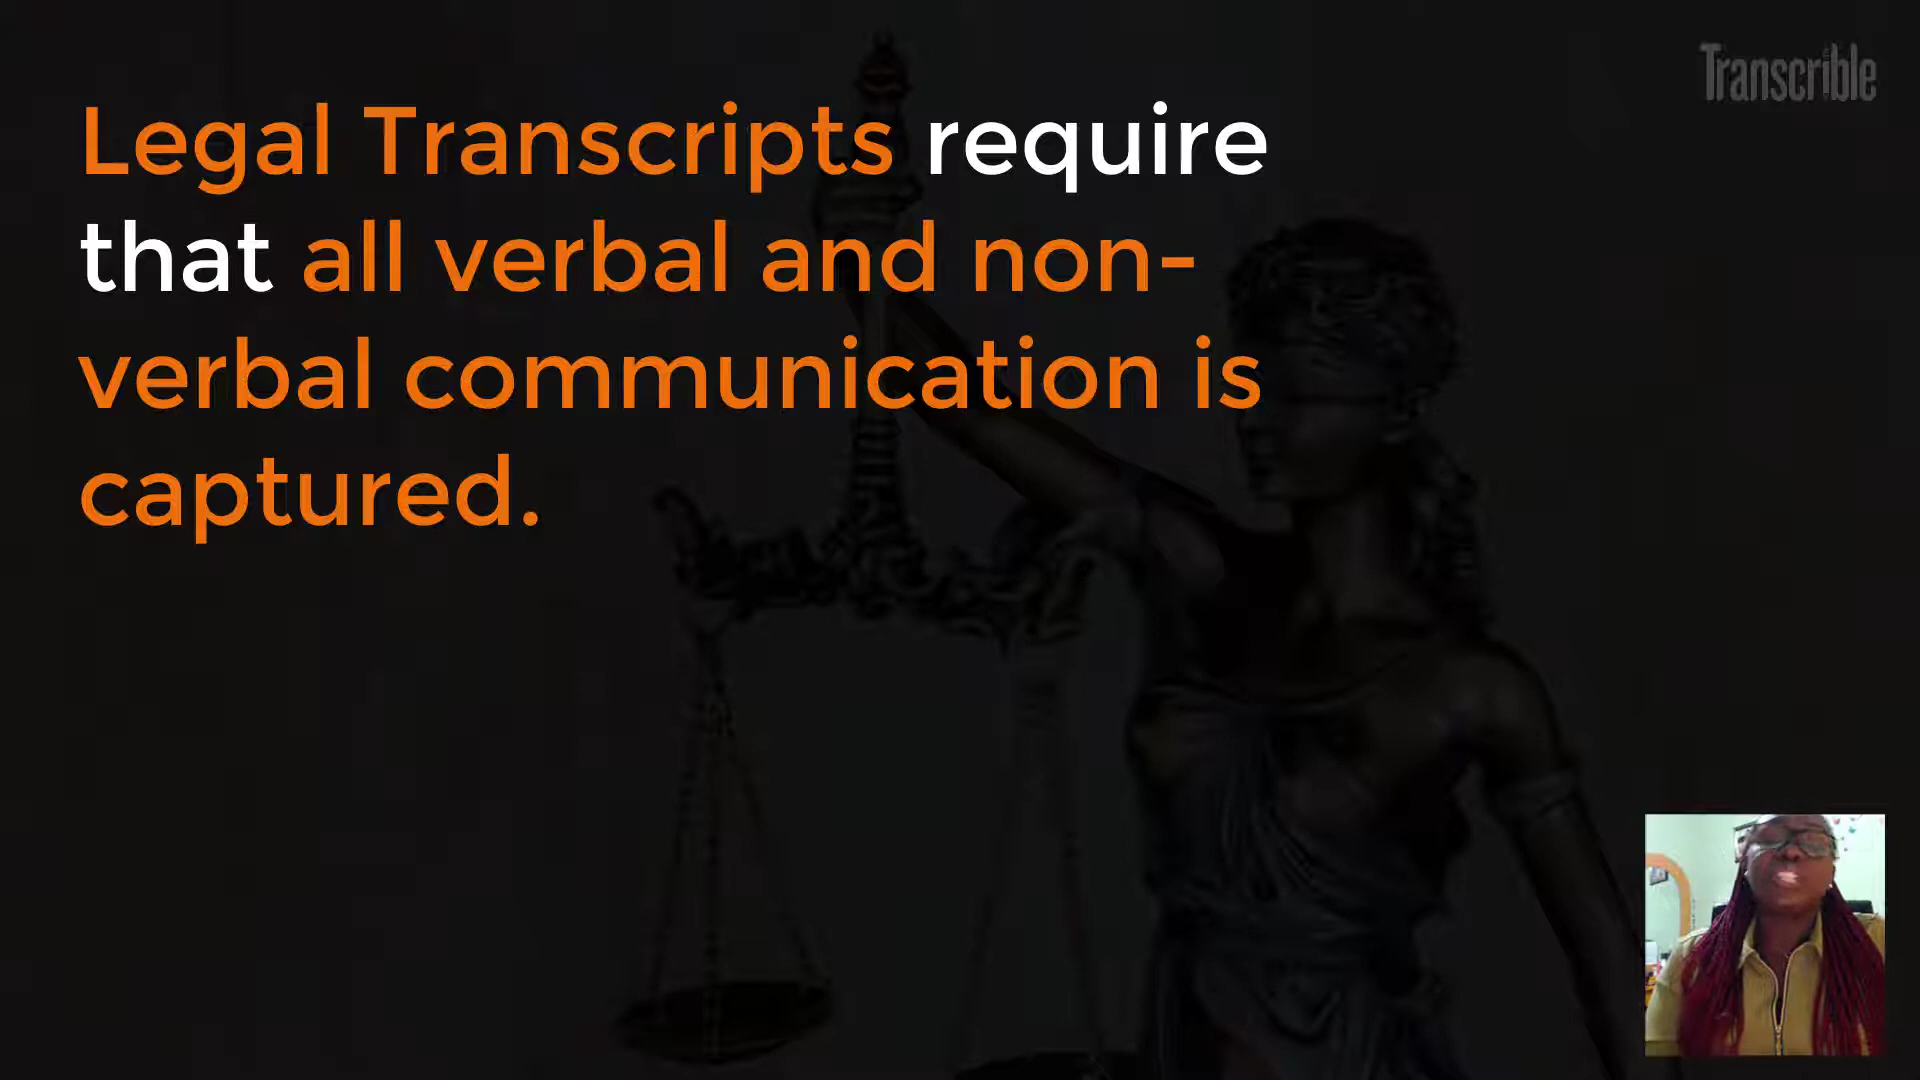 Transcrible
Legal Transcripts require
that all verbal and non-
verbal communication is
captured.